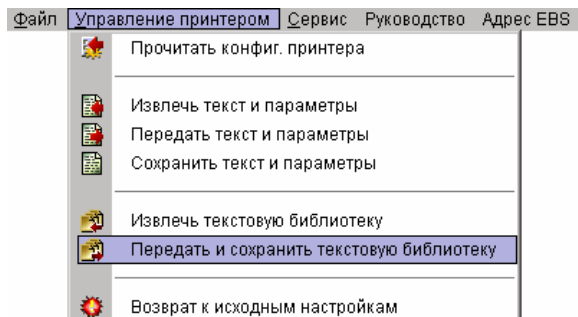 Файл Управление принтером Сервис Руководство Адрес EBS
Прочитать конфиг. принтера
Извлечь текст и параметры
Передать текст и параметры
Сохранить текст и параметры
Извлечь текстовую библиотеку
Передать и сохранить текстовую библиотеку
Возврат к исходным настройкам